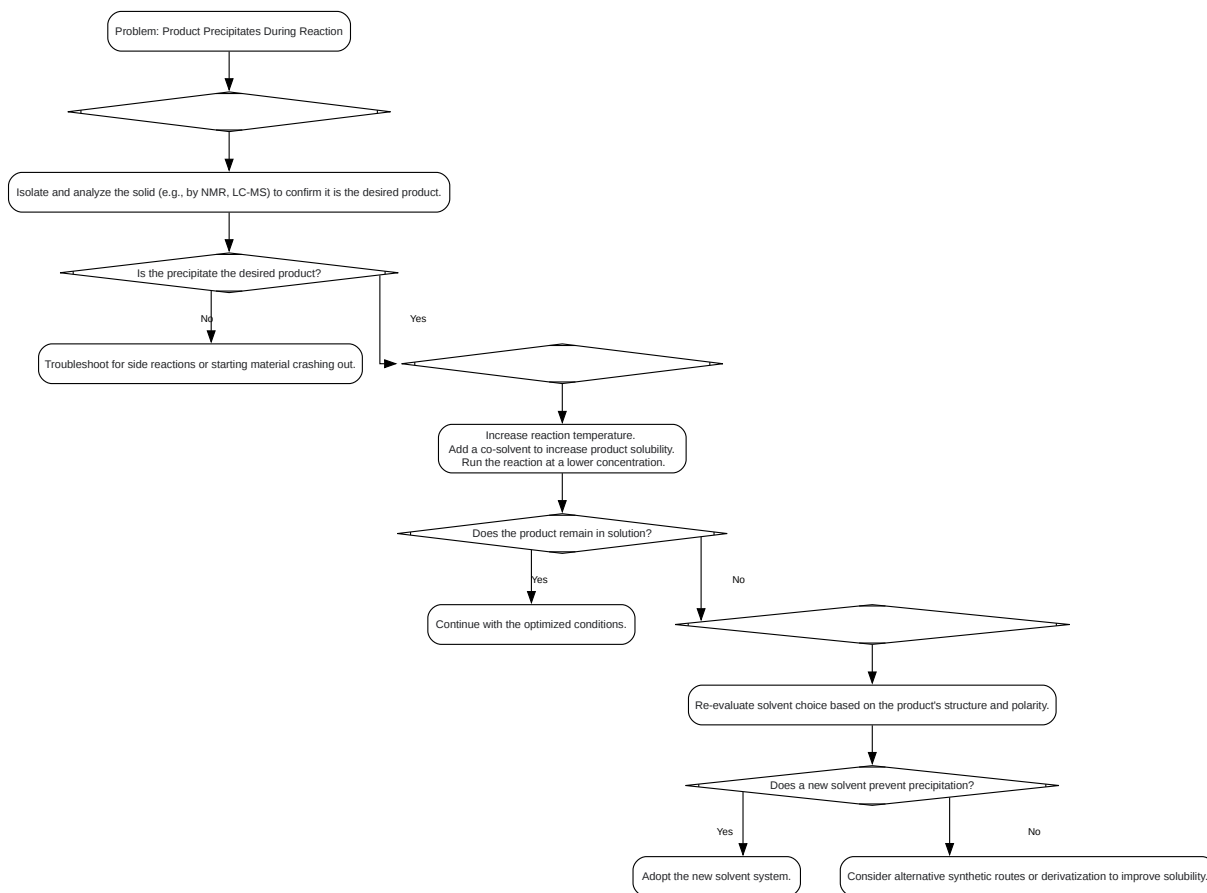 Problem: Product Precipitates During Reaction
Isolate and analyze the solid (e.g., by NMR, LC-MS) to confirm it is the desired product.
Is the precipitate the desired product?
No
Yes
Troubleshoot for side reactions or starting material crashing out.
Increase reaction temperature.
Add a co-solvent to increase product solubility.
Run the reaction at a lower concentration.
Does the product remain in solution?
Yes
No
Continue with the optimized conditions.
Re-evaluate solvent choice based on the product's structure and polarity.
Does a new solvent prevent precipitation?
Yes
No
Adopt the new solvent system.
Consider alternative synthetic routes or derivatization to improve solubility.